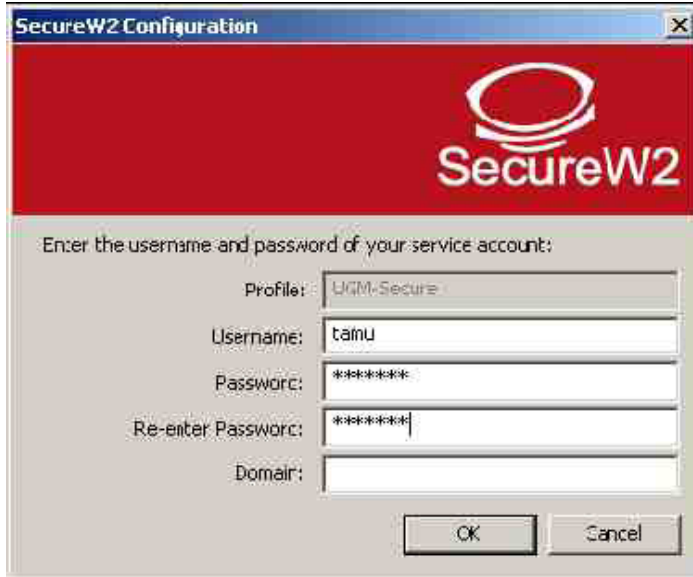 SecureW2 Configuration
SecureW2
Enter the username and password of your service account:
Profile: UGM-Secure
Username: tamu
Password: *******
Re-enter Password: *******
Domain:
OK Cancel